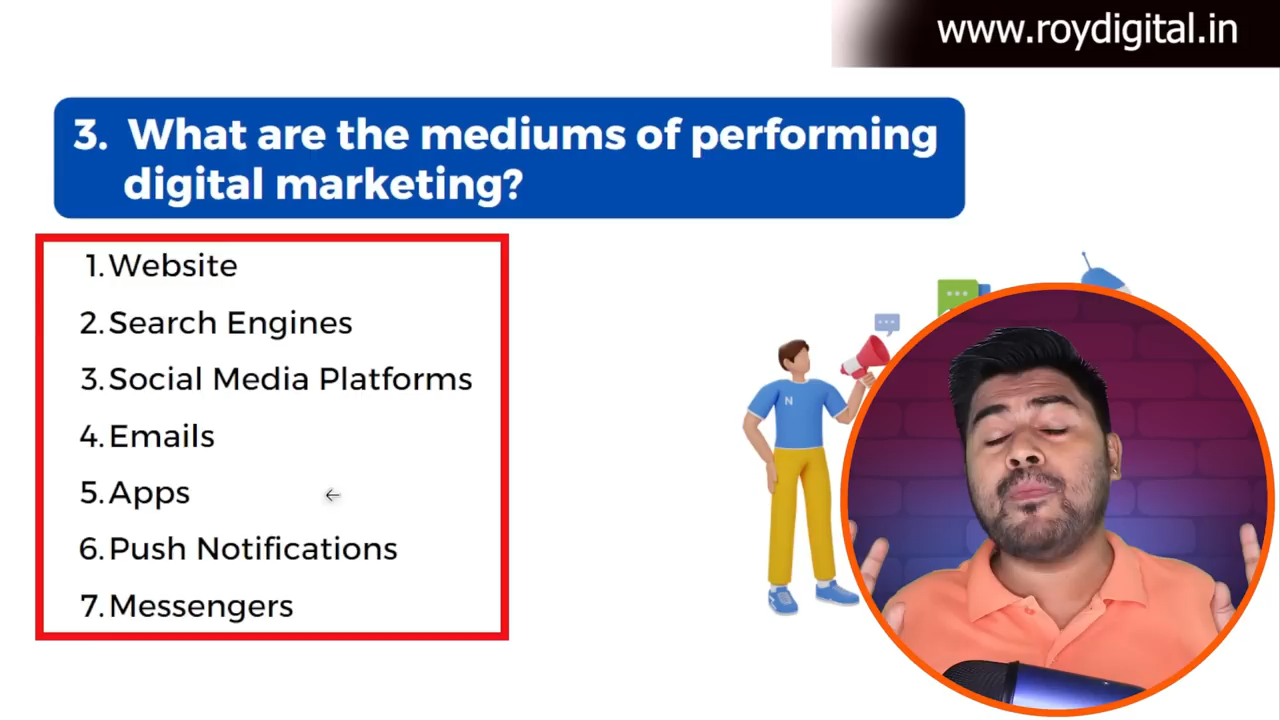 www.roydigital.in
3. What are the mediums of performing
digital marketing?
1. Website
2. Search Engines
3. Social Media Platforms
4. Emails
5. Apps
6. Push Notifications
7. Messengers
N